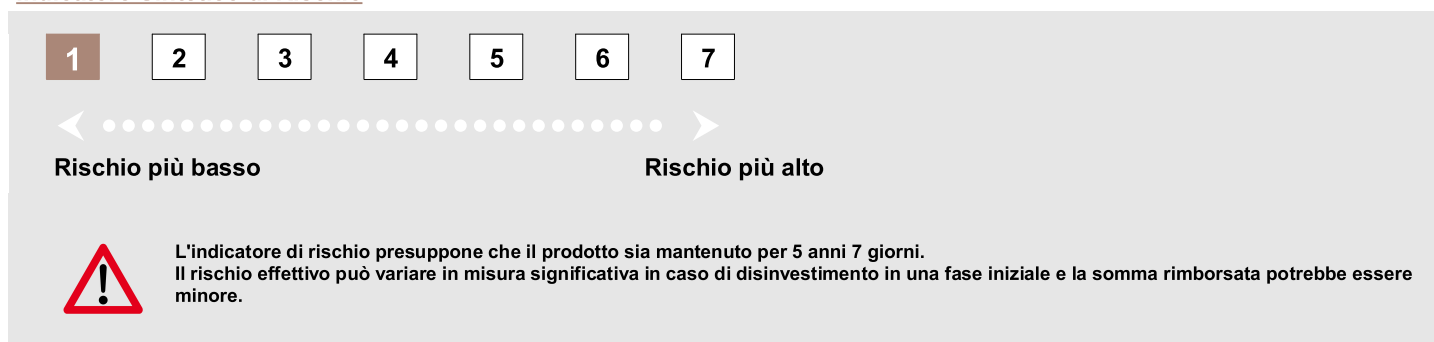 1 2 3 4 5 6 7
Rischio più basso Rischio più alto
L'indicatore di rischio presuppone che il prodotto sia mantenuto per 5 anni 7 giorni.
Il rischio effettivo può variare in misura significativa in caso di disinvestimento in una fase iniziale e la somma rimborsata potrebbe essere
minore.